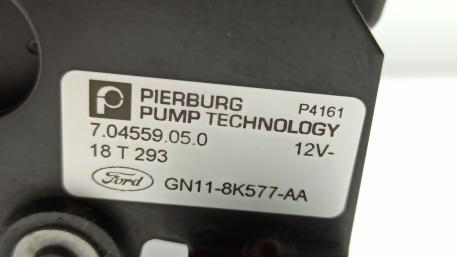 PIERBURG P4161
PUMP TECHNOLOGY
7.04559.05.0 12V-
18 T 293
Ford GN11-8K577-AA